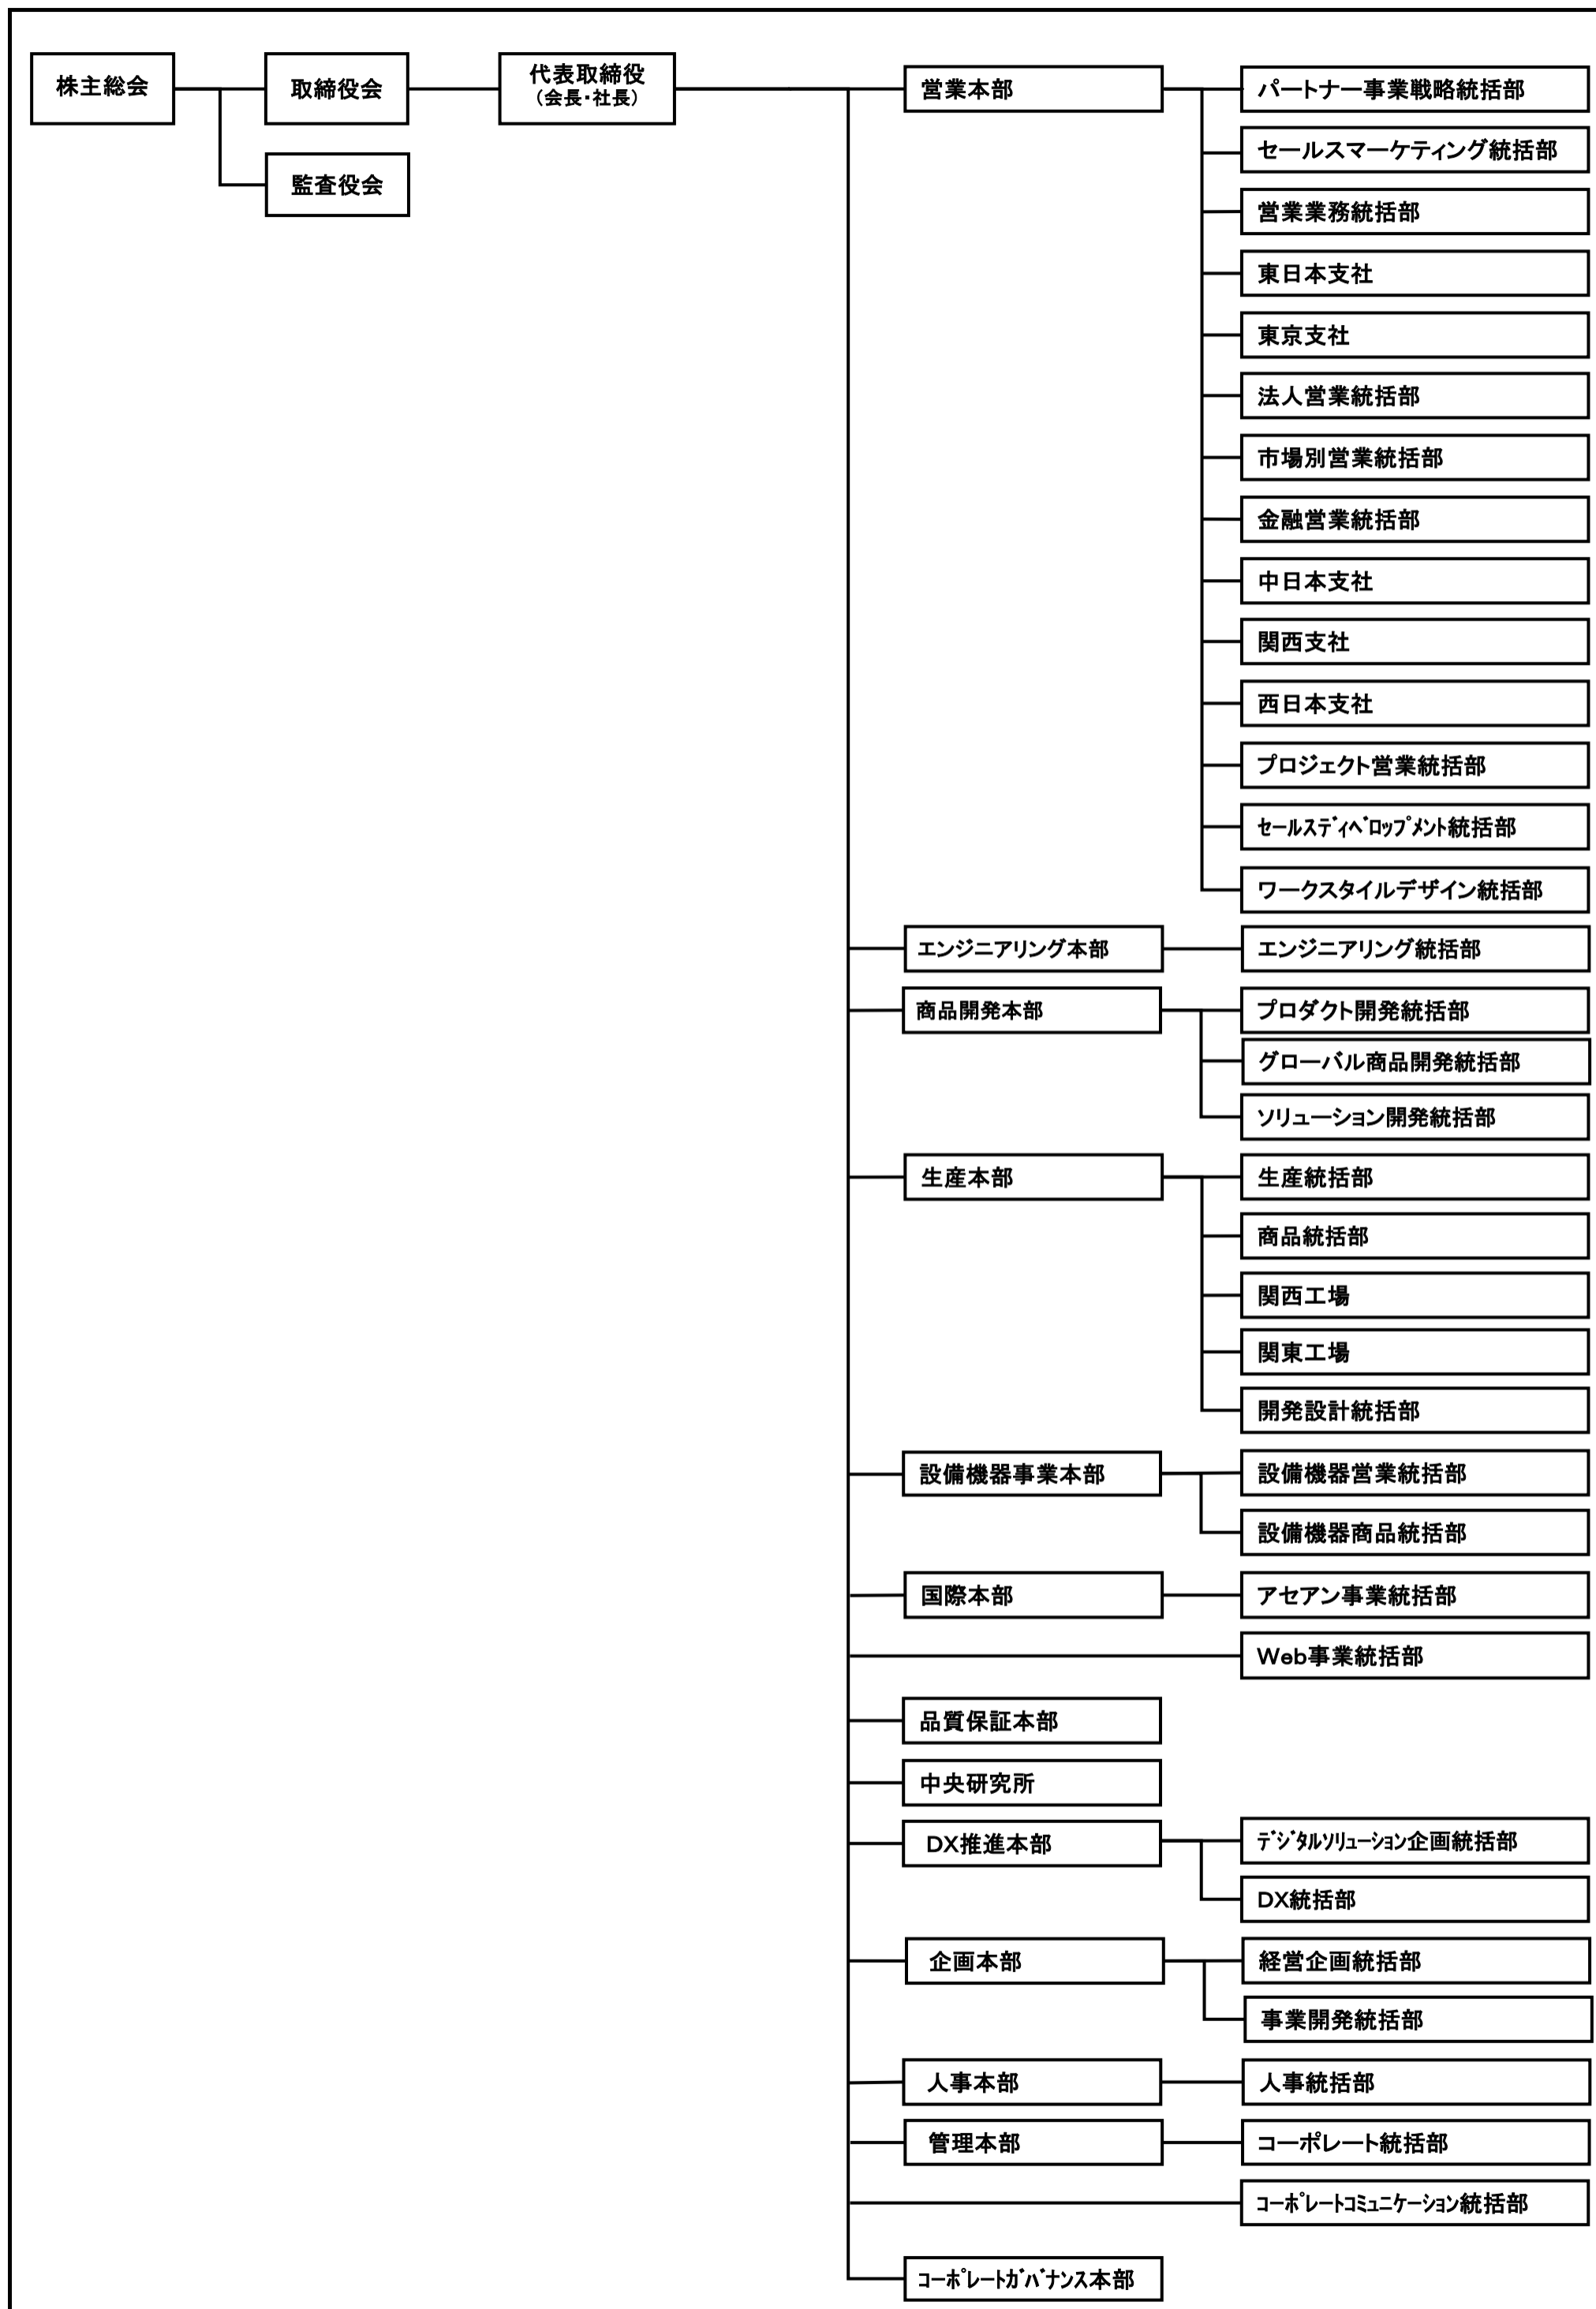 株主総会
取締役会
監査役会
代表取締役
（会長・社長）
営業本部
パートナー事業戦略統括部
セールスマーケティング統括部
営業業務統括部
東日本支社
東京支社
法人営業統括部
市場別営業統括部
金融営業統括部
中日本支社
関西支社
西日本支社
プロジェクト営業統括部
ｾｰﾙｽﾃﾞｨﾍﾞﾛｯﾌﾟﾒﾝﾄ統括部
ワークスタイルデザイン統括部
エンジニアリング本部
エンジニアリング統括部
商品開発本部
プロダクト開発統括部
グローバル商品開発統括部
ソリューション開発統括部
生産本部
生産統括部
商品統括部
関西工場
関東工場
開発設計統括部
設備機器事業本部
設備機器営業統括部
設備機器商品統括部
国際本部
アセアン事業統括部
Web事業統括部
品質保証本部
中央研究所
DX推進本部
ﾃﾞｼﾞﾀﾙｿﾘｭｰｼｮﾝ企画統括部
DX統括部
企画本部
経営企画統括部
事業開発統括部
人事本部
人事統括部
管理本部
コーポレート統括部
ｺｰﾎﾟﾚｰﾄｺﾐｭﾆｹｰｼｮﾝ統括部
ｺｰﾎﾟﾚｰﾄｶﾞﾊﾞﾅﾝｽ本部